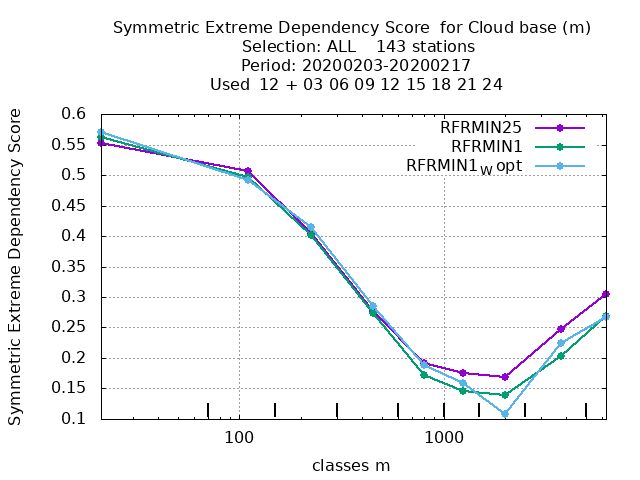 Symmetric Extreme Dependency Score  for Cloud base (m)
Selection: ALL    143 stations
Period: 20200203-20200217
Used  12 + 03 06 09 12 15 18 21 24
Symmetric Extreme Dependency Score
0.6
0.55
0.5
0.45
0.4
0.35
0.3
0.25
0.2
0.15
0.1
RFRMIN25
RFRMIN1
RFRMIN1W opt
100
1000
classes m